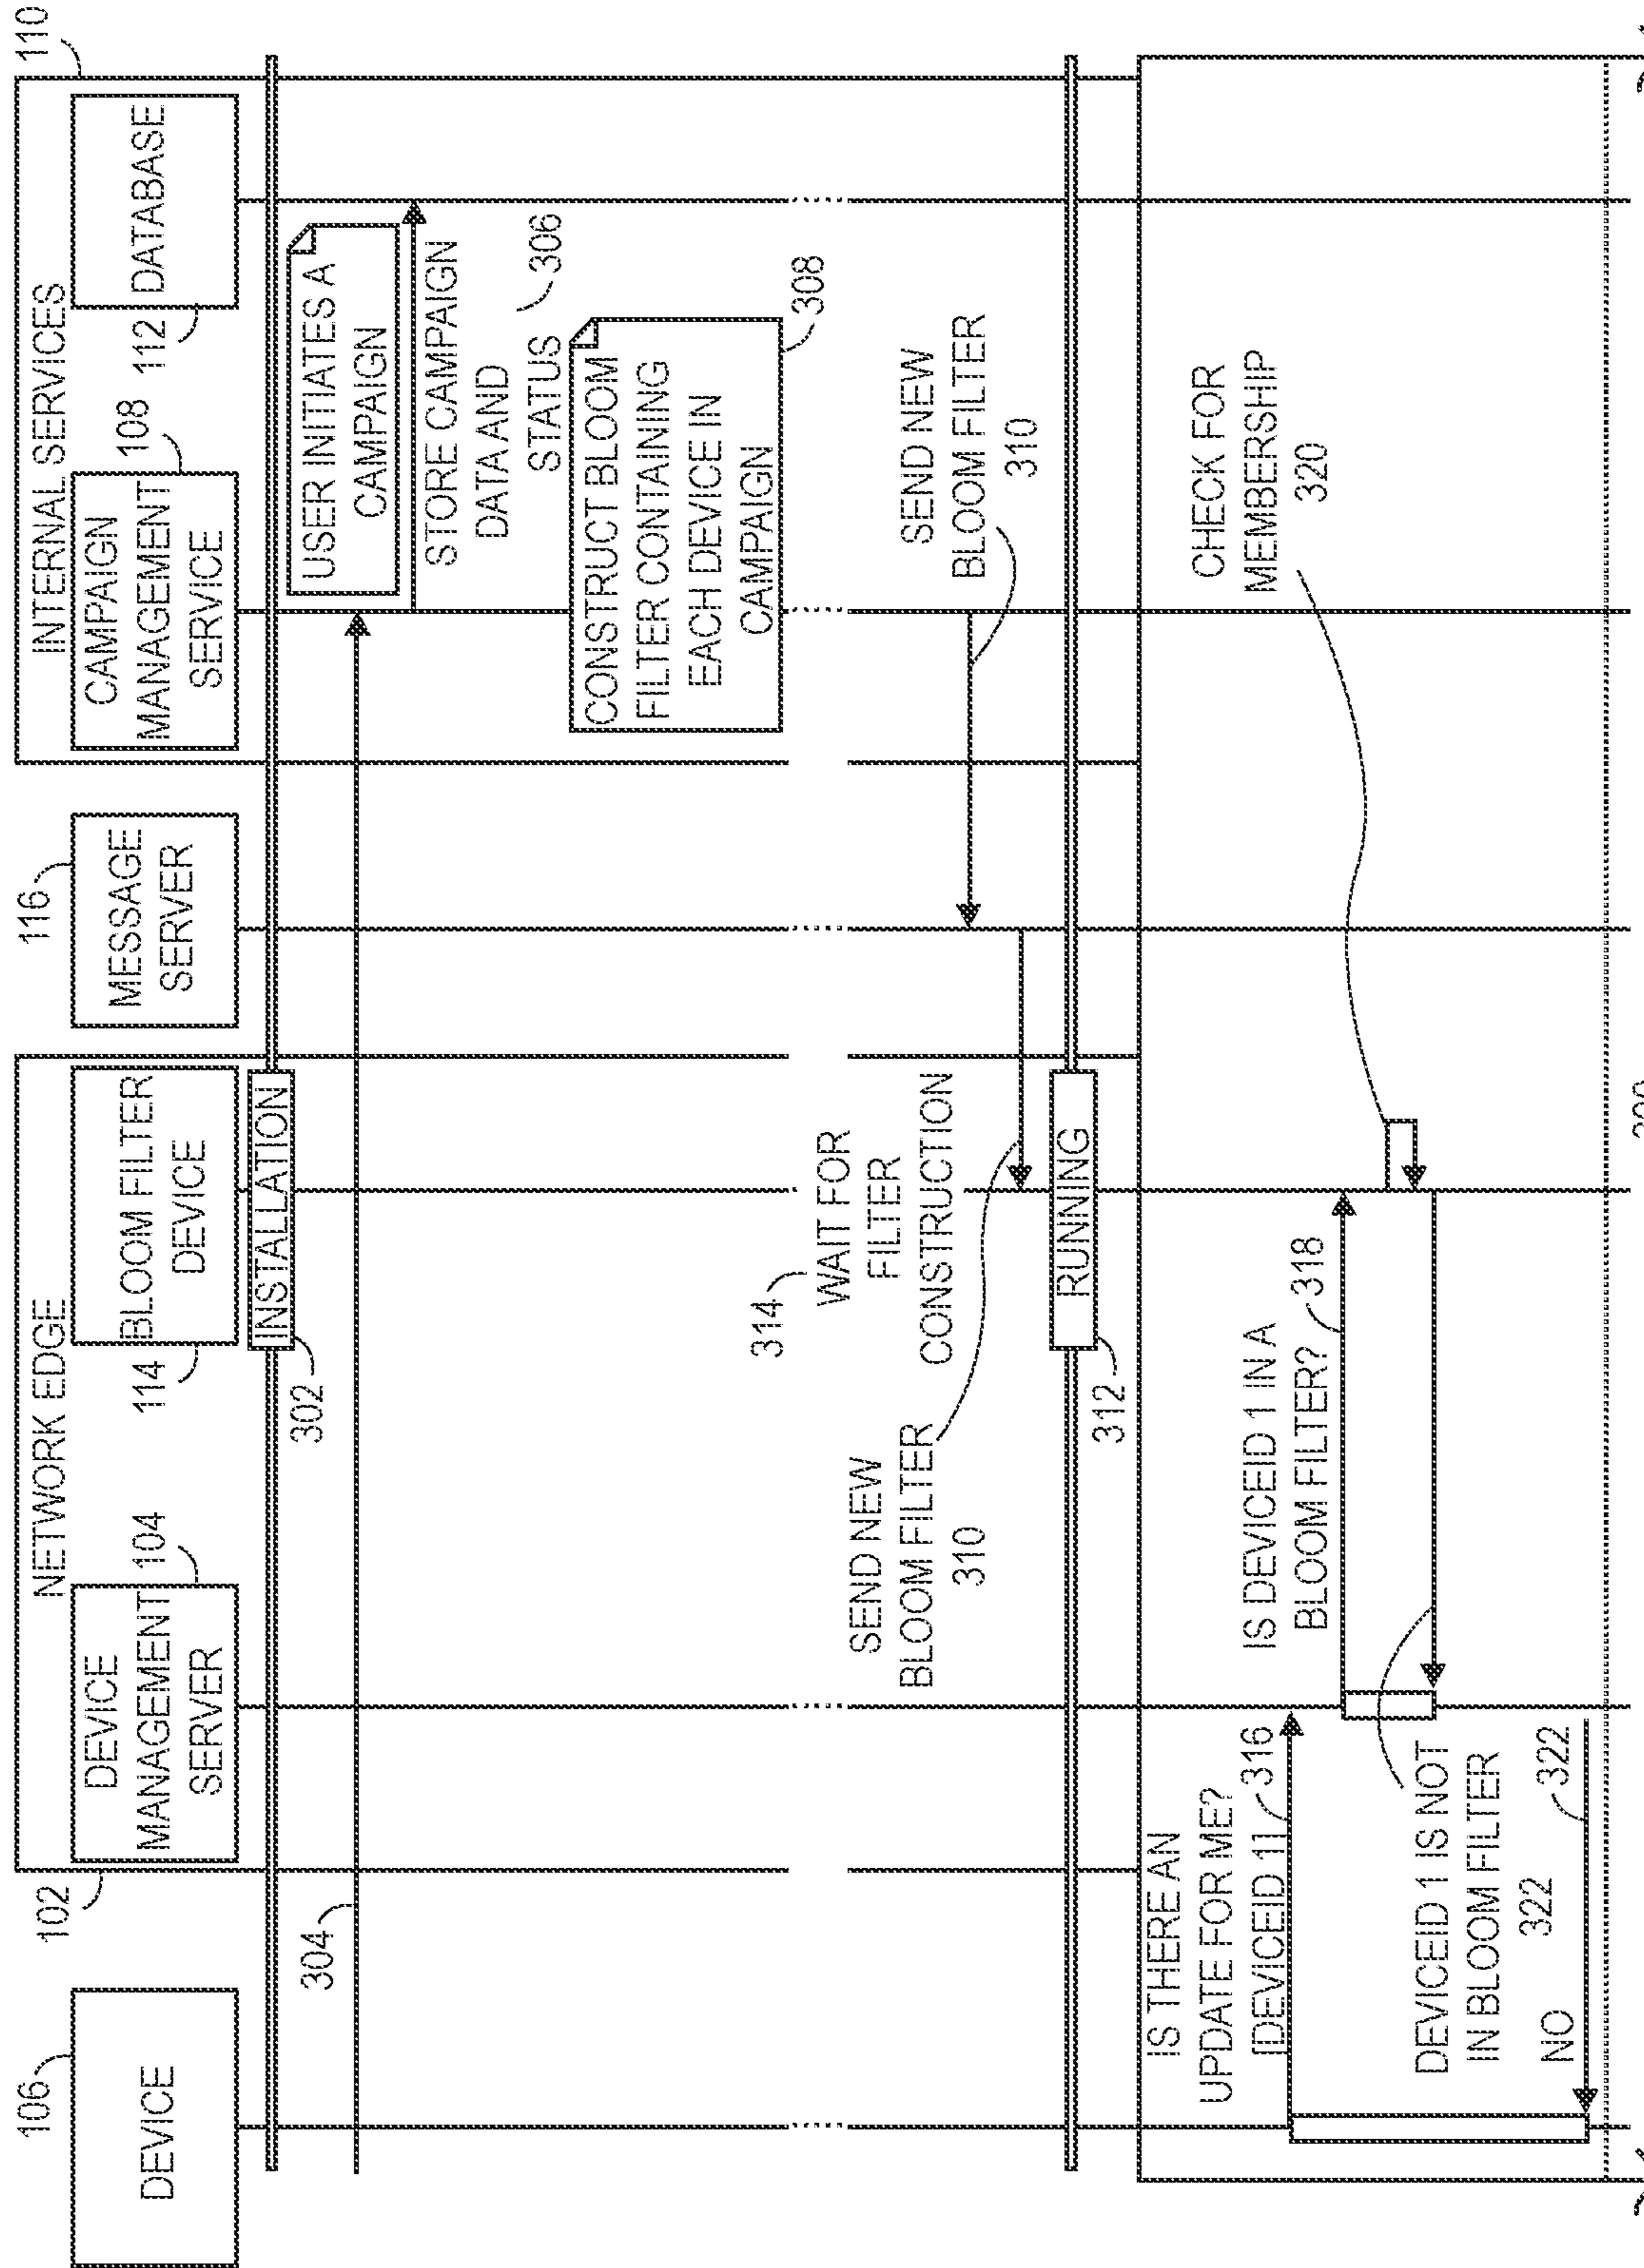 106
DEVICE
102
NETWORK EDGE
DEVICE
MANAGEMENT
SERVER
104
114
BLOOM FILTER
DEVICE
116
MESSAGE
SERVER
INTERNAL SERVICES
110
CAMPAIGN
MANAGEMENT
SERVICE
108
112
DATABASE
INSTALLATION
302
304
USER INITIATES A
CAMPAIGN
STORE CAMPAIGN
DATA AND
STATUS
306
CONSTRUCT BLOOM
FILTER CONTAINING
EACH DEVICE IN
CAMPAIGN
308
314
WAIT FOR
FILTER
CONSTRUCTION
SEND NEW
BLOOM FILTER
310
SEND NEW
BLOOM FILTER
310
RUNNING
312
IS THERE AN
UPDATE FOR ME?
[DEVICEID 1]
316
IS DEVICEID 1 IN A
BLOOM FILTER?
318
CHECK FOR
MEMBERSHIP
320
DEVICEID 1 IS NOT
IN BLOOM FILTER
322
NO
322